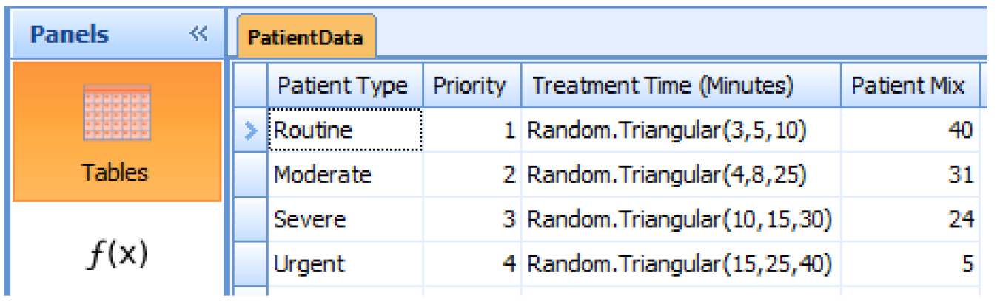 Panels «
PatientData
Patient Type Priority Treatment Time (Minutes) Patient Mix
Routine 1 Random.Triangular(3,5,10) 40
Tables
Moderate 2 Random.Triangular(4,8,25) 31
Severe 3 Random.Triangular(10,15,30) 24
ƒ(x)
Urgent 4 Random.Triangular(15,25,40) 5